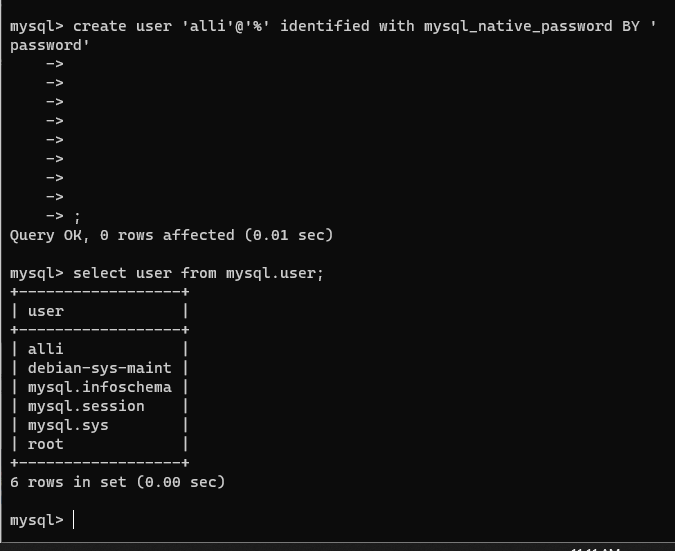 mysql> create user 'alli'@'%' identified with mysql_native_password BY '
password'
    ->
    ->
    ->
    ->
    ->
    ->
    ->
    ->
    -> ;
Query OK, 0 rows affected (0.01 sec)

mysql> select user from mysql.user;
+------------------+
| user             |
+------------------+
| alli             |
| debian-sys-maint |
| mysql.infoschema |
| mysql.session    |
| mysql.sys        |
| root             |
+------------------+
6 rows in set (0.00 sec)

mysql>